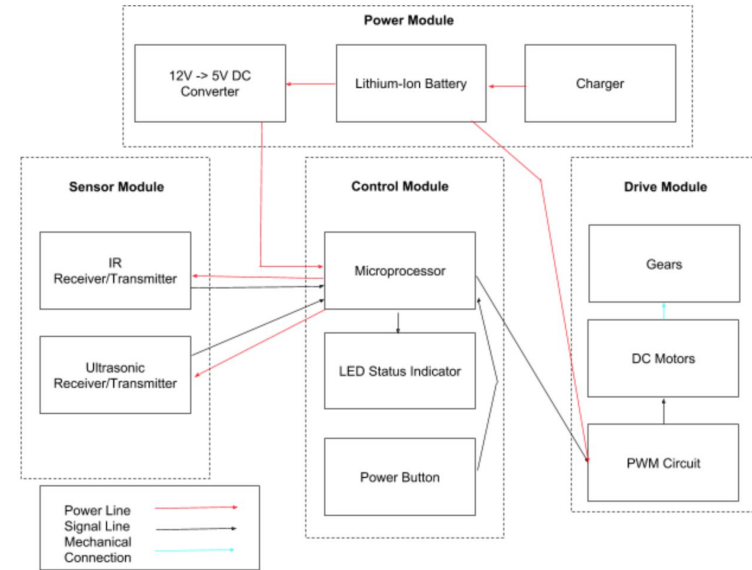 Power Module
12V -> 5V DC
Converter
Lithium-Ion Battery
Charger
Sensor Module
IR
Receiver/Transmitter
Ultrasonic
Receiver/Transmitter
Control Module
Microprocessor
LED Status Indicator
Power Button
Drive Module
Gears
DC Motors
PWM Circuit
Power Line
Signal Line
Mechanical
Connection